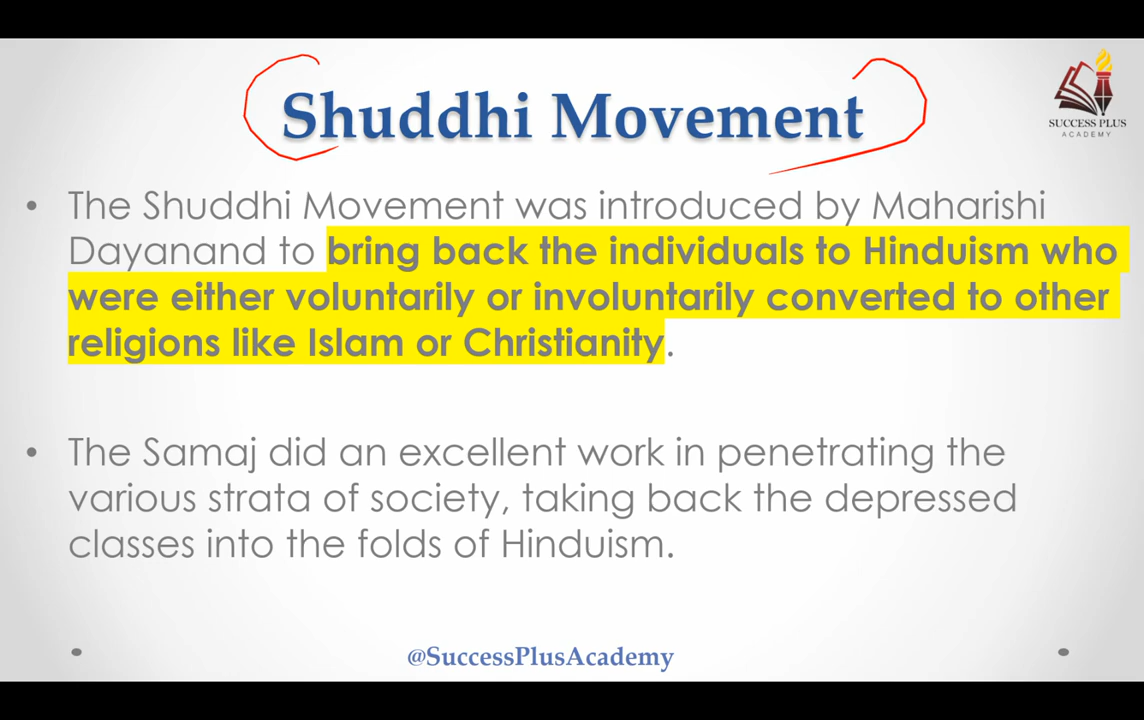 Shuddhi Movement
SUCCESS PLUS
ACADEMY
• The Shuddhi Movement was introduced by Maharishi
Dayanand to bring back the individuals to Hinduism who
were either voluntarily or involuntarily converted to other
religions like Islam or Christianity.
• The Samaj did an excellent work in penetrating the
various strata of society, taking back the depressed
classes into the folds of Hinduism.
@SuccessPlusAcademy